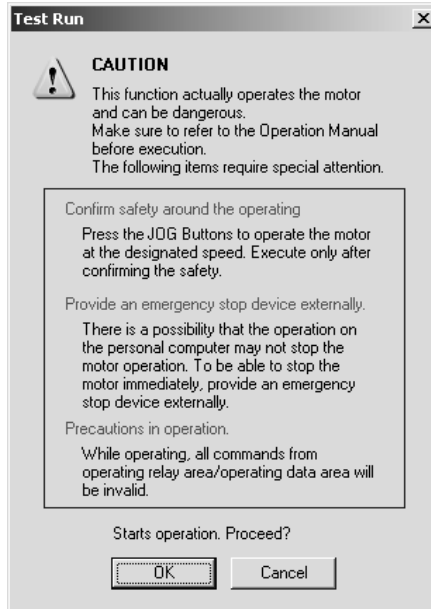 Test Run
CAUTION
This function actually operates the motor
and can be dangerous.
Make sure to refer to the Operation Manual
before execution.
The following items require special attention.
Confirm safety around the operating
Press the JOG Buttons to operate the motor
at the designated speed. Execute only after
confirming the safety.
Provide an emergency stop device externally.
There is a possibility that the operation on
the personal computer may not stop the
motor operation. To be able to stop the
motor immediately, provide an emergency
stop device externally.
Precautions in operation.
While operating, all commands from
operating relay area/operating data area will
be invalid.
Starts operation. Proceed?
OK Cancel